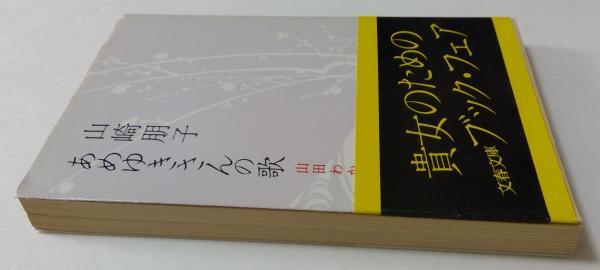 山崎朋子
あめゆきさんの歌
山田わか
貴女のための
ブック・フェア
文春文庫